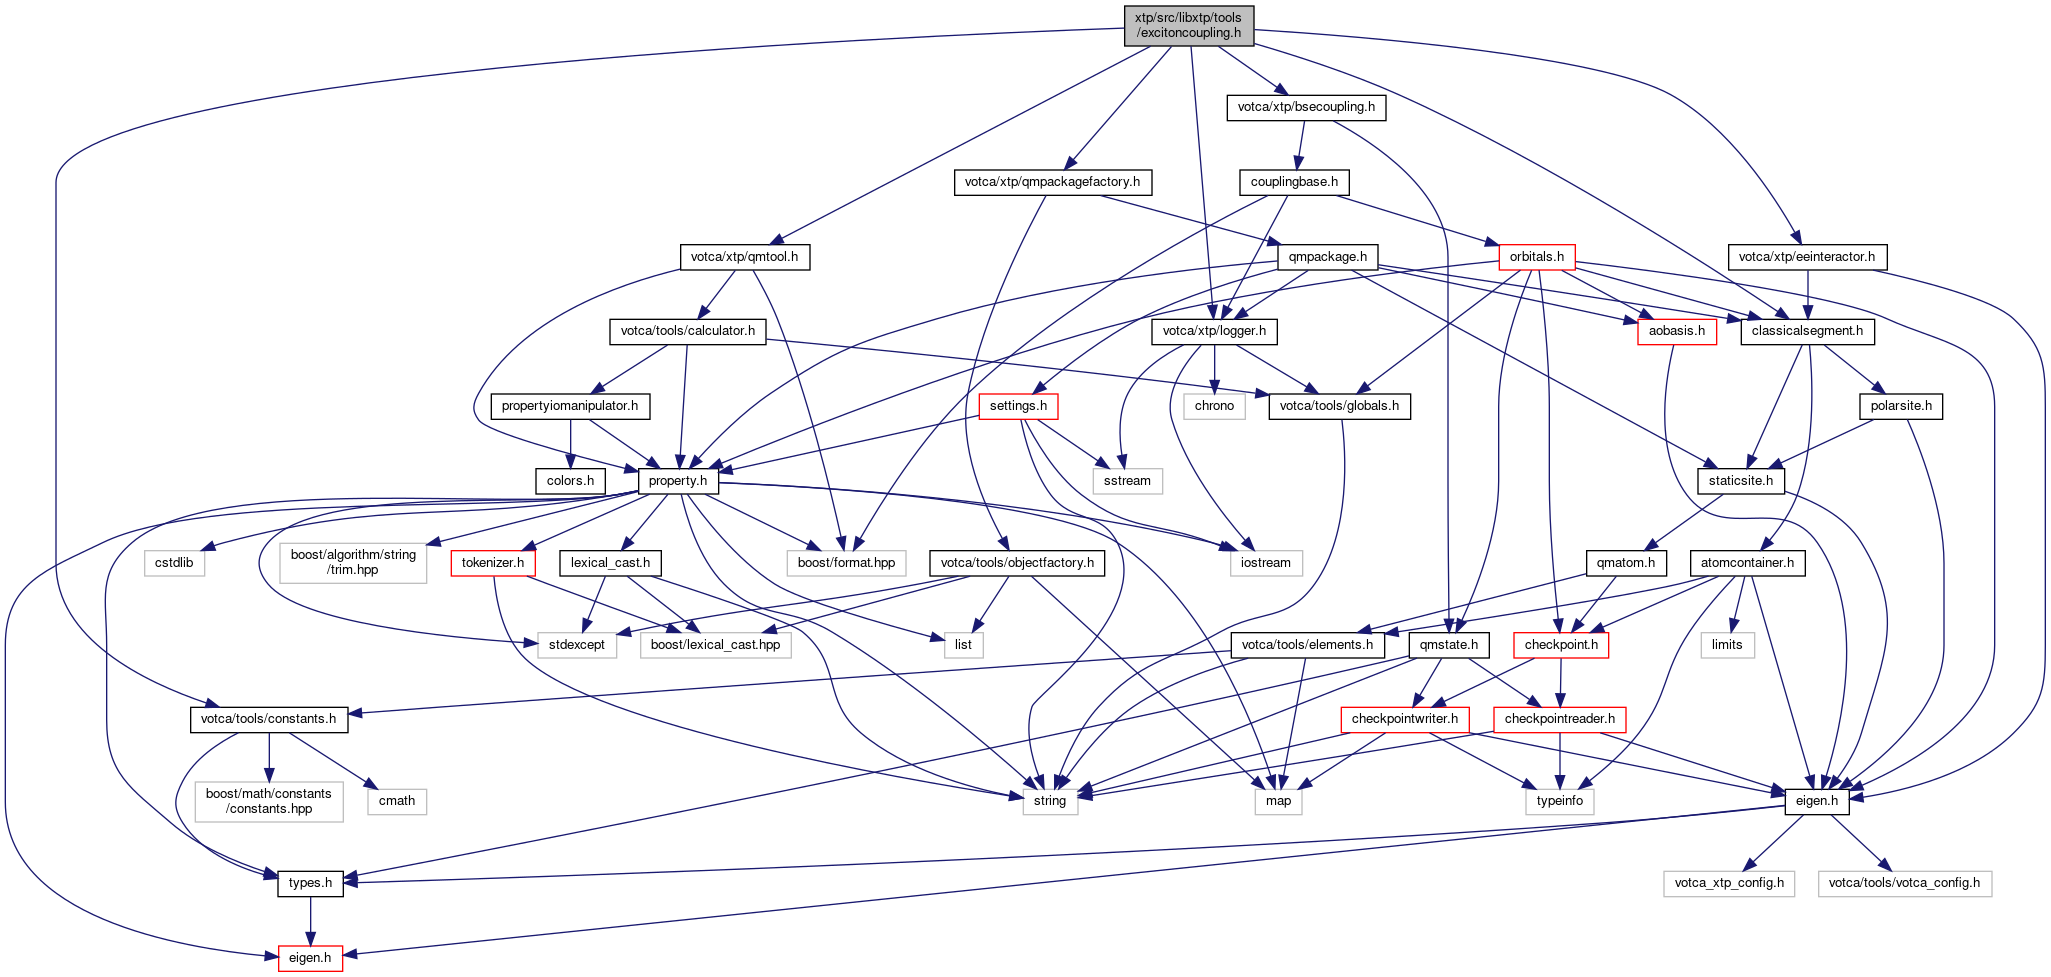 xtp/src/libxtp/tools
/excitoncoupling.h
votca/xtp/bsecoupling.h
votca/xtp/qmpackagefactory.h
couplingbase.h
votca/xtp/qmtool.h
qmpackage.h
orbitals.h
votca/xtp/eeinteractor.h
votca/tools/calculator.h
votca/xtp/logger.h
aobasis.h
classicalsegment.h
propertyiomanipulator.h
settings.h
chrono
votca/tools/globals.h
polarsite.h
colors.h
property.h
sstream
staticsite.h
cstdlib
boost/algorithm/string
/trim.hpp
tokenizer.h
lexical_cast.h
boost/format.hpp
votca/tools/objectfactory.h
iostream
qmatom.h
atomcontainer.h
stdexcept
boost/lexical_cast.hpp
list
votca/tools/elements.h
qmstate.h
checkpoint.h
limits
votca/tools/constants.h
checkpointwriter.h
checkpointreader.h
boost/math/constants
/constants.hpp
cmath
string
map
typeinfo
eigen.h
types.h
votca_xtp_config.h
votca/tools/votca_config.h
eigen.h